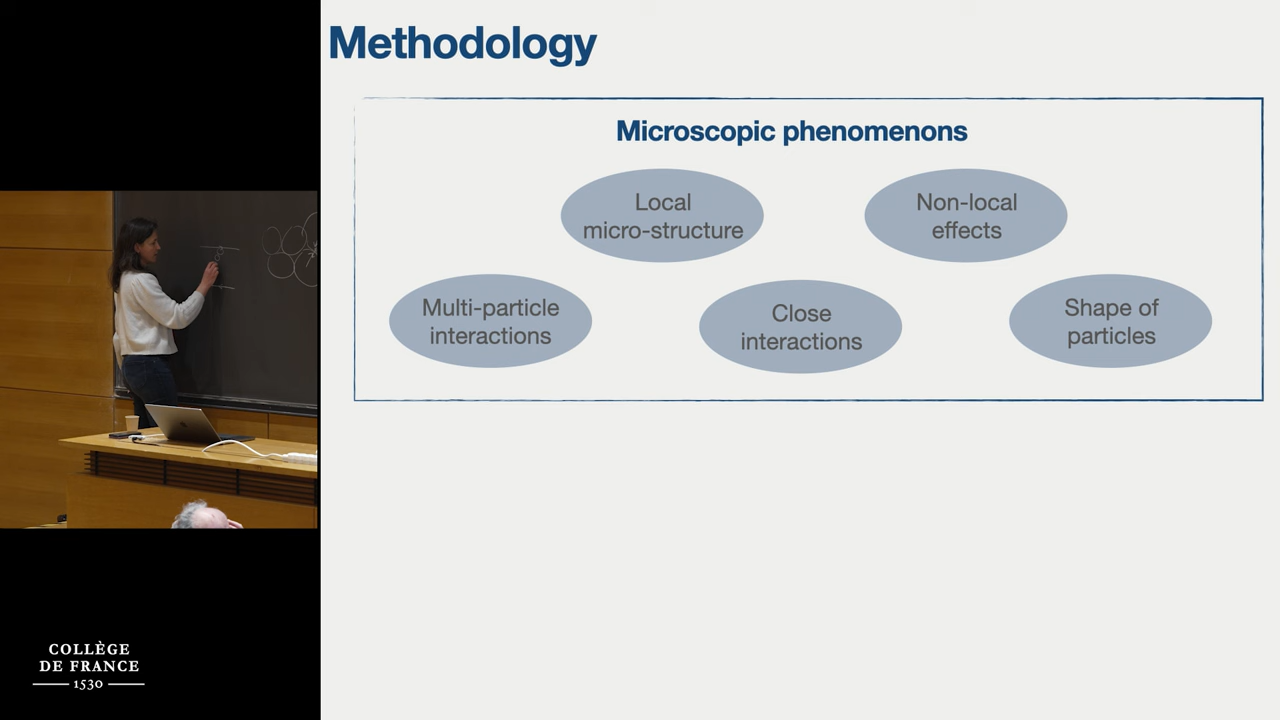 Methodology
Microscopic phenomenons
Local
micro-structure
Non-local
effects
Multi-particle
interactions
Close
interactions
Shape of
particles
COLLÈGE
DE FRANCE
1530